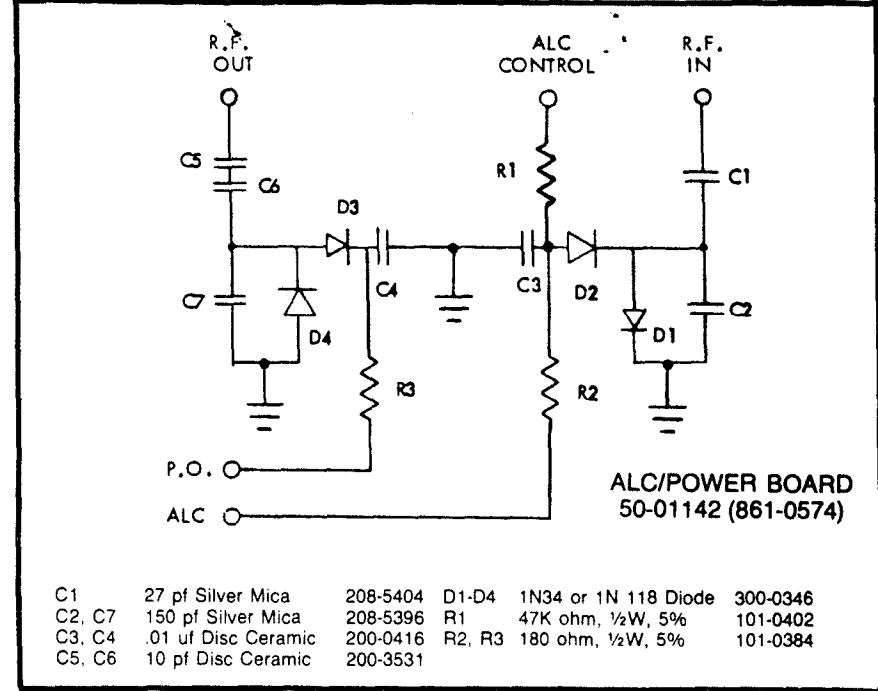 R.F.
OUT
ALC
CONTROL
R.F.
IN
C5
C6
R1
C1
D3
C4
C3
D2
C7
D4
D1
C2
R3
R2
P.O.
ALC
ALC/POWER BOARD
50-01142 (861-0574)
C1 27 pf Silver Mica 208-5404 D1-D4 1N34 or 1N 118 Diode 300-0346
C2, C7 150 pf Silver Mica 208-5396 R1 47K ohm, ½W, 5% 101-0402
C3, C4 .01 uf Disc Ceramic 200-0416 R2, R3 180 ohm, ½W, 5% 101-0384
C5, C6 10 pf Disc Ceramic 200-3531